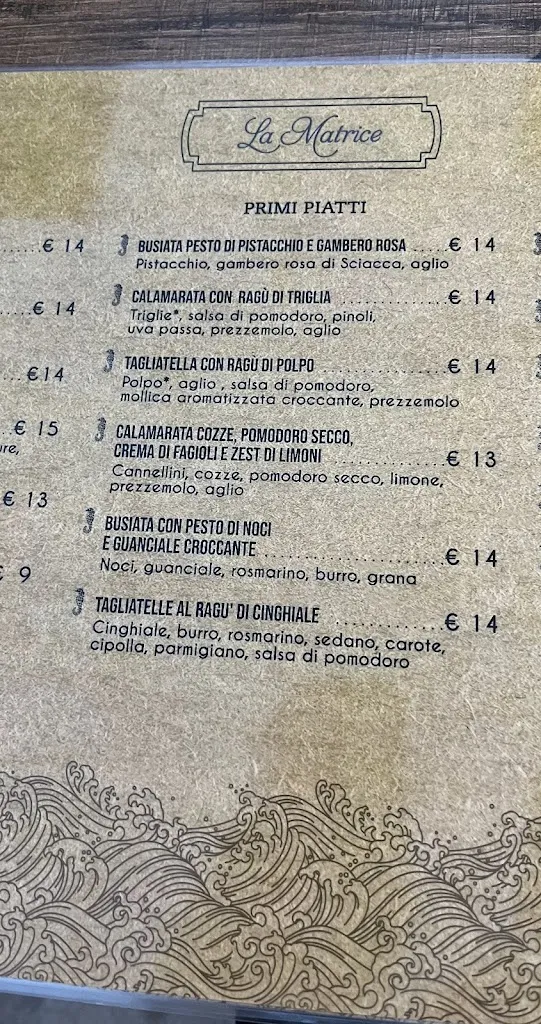 La Matrice
PRIMI PIATTI
.....€ 14
....€ 14
...€14
..€ 15
ure,
€ 13
€ 9
BUSIATA PESTO DI PISTACCHIO E GAMBERO ROSA .....€ 14
Pistacchio, gambero rosa di Sciacca, aglio
CALAMARATA CON RAGÙ DI TRIGLIA ................€ 14
Triglie*, salsa di pomodoro, pinoli,
uva passa, prezzemolo, aglio
TAGLIATELLA CON RAGÙ DI POLPO ...................€ 14
Polpo*, aglio , salsa di pomodoro,
mollica aromatizzata croccante, prezzemolo
CALAMARATA COZZE, POMODORO SECCO,
CREMA DI FAGIOLI E ZEST DI LIMONI ..................€ 13
Cannellini, cozze, pomodoro secco, limone,
prezzemolo, aglio
BUSIATA CON PESTO DI NOCI
E GUANCIALE CROCCANTE ..........................€ 14
Noci, guanciale, rosmarino, burro, grana
TAGLIATELLE AL RAGU' DI CINGHIALE ................€ 14
Cinghiale, burro, rosmarino, sedano, carote,
cipolla, parmigiano, salsa di pomodoro